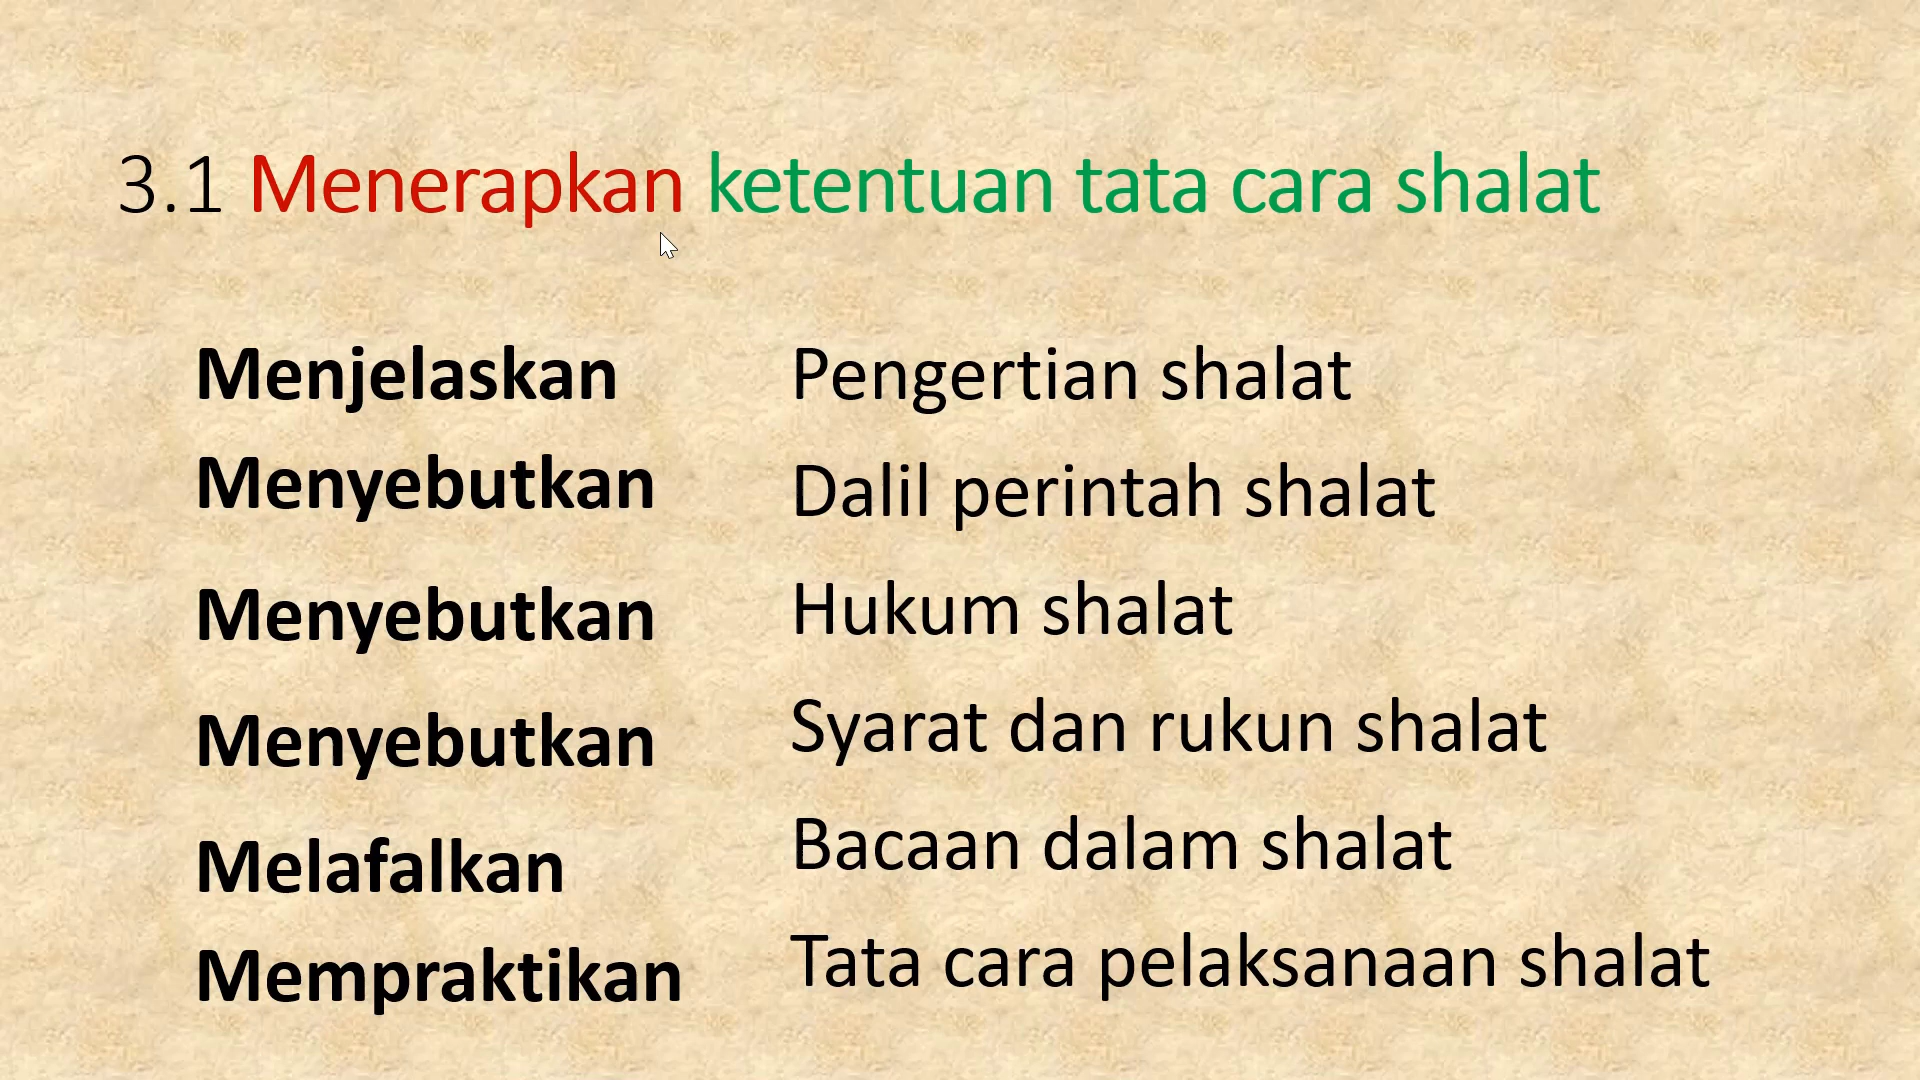 3.1 Menerapkan ketentuan tata cara shalat
Menjelaskan Pengertian shalat
Menyebutkan Dalil perintah shalat
Menyebutkan Hukum shalat
Menyebutkan Syarat dan rukun shalat
Melafalkan Bacaan dalam shalat
Mempraktikan Tata cara pelaksanaan shalat